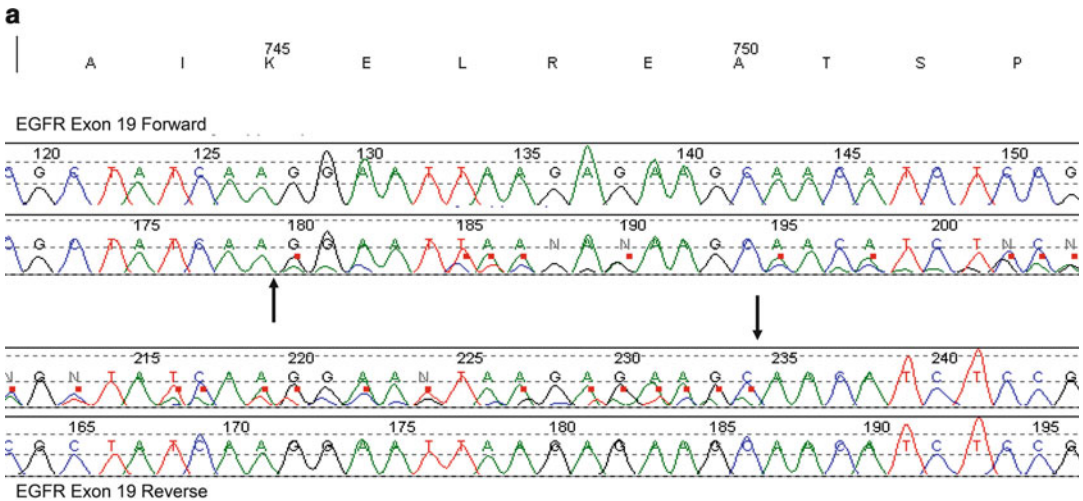 a
745 750
A I K E L R E A T S P
EGFR Exon 19 Forward
120 125 130 135 140 145 150
C G C T A T C A A G G A A T T A A G A G A A G C A A C A T C T C C G
175 180 185 190 195 200
C G C T A T C A A G G A A T T A A N A N A A G C A A C A T C T N C N
215 220 225 230 235 240
N G N T A T C A A G G A A N T A A G A G A A G C A A C A T C T C C G
165 170 175 180 185 190 195
C G C T A T C A A G G A A T T A A G A G A A G C A A C A T C T C C G
EGFR Exon 19 Reverse